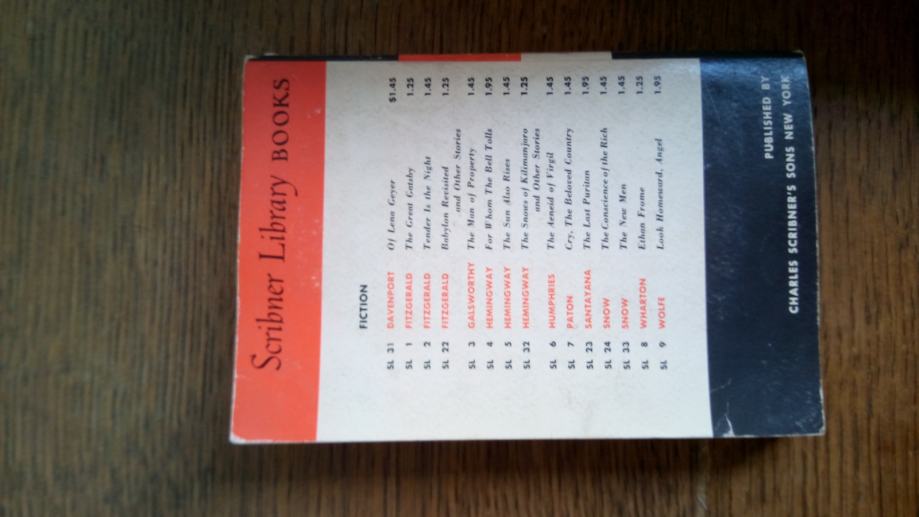 Scribner Library BOOKS
FICTION
SL 31 DAVENPORT Of Lena Geyer $1.45
SL 1 FITZGERALD The Great Gatsby 1.25
SL 2 FITZGERALD Tender Is the Night 1.45
SL 22 FITZGERALD Babylon Revisited
and Other Stories 1.25
SL 3 GALSWORTHY The Man of Property 1.45
SL 4 HEMINGWAY For Whom The Bell Tolls 1.95
SL 5 HEMINGWAY The Sun Also Rises 1.45
SL 32 HEMINGWAY The Snows of Kilimanjaro
and Other Stories 1.25
SL 6 HUMPHRIES The Aeneid of Virgil 1.45
SL 7 PATON Cry, The Beloved Country 1.45
SL 23 SANTAYANA The Last Puritan 1.95
SL 24 SNOW The Conscience of the Rich 1.45
SL 33 SNOW The New Men 1.45
SL 8 WHARTON Ethan Frome 1.25
SL 9 WOLFE Look Homeward, Angel 1.95
PUBLISHED BY
CHARLES SCRIBNER'S SONS NEW YORK